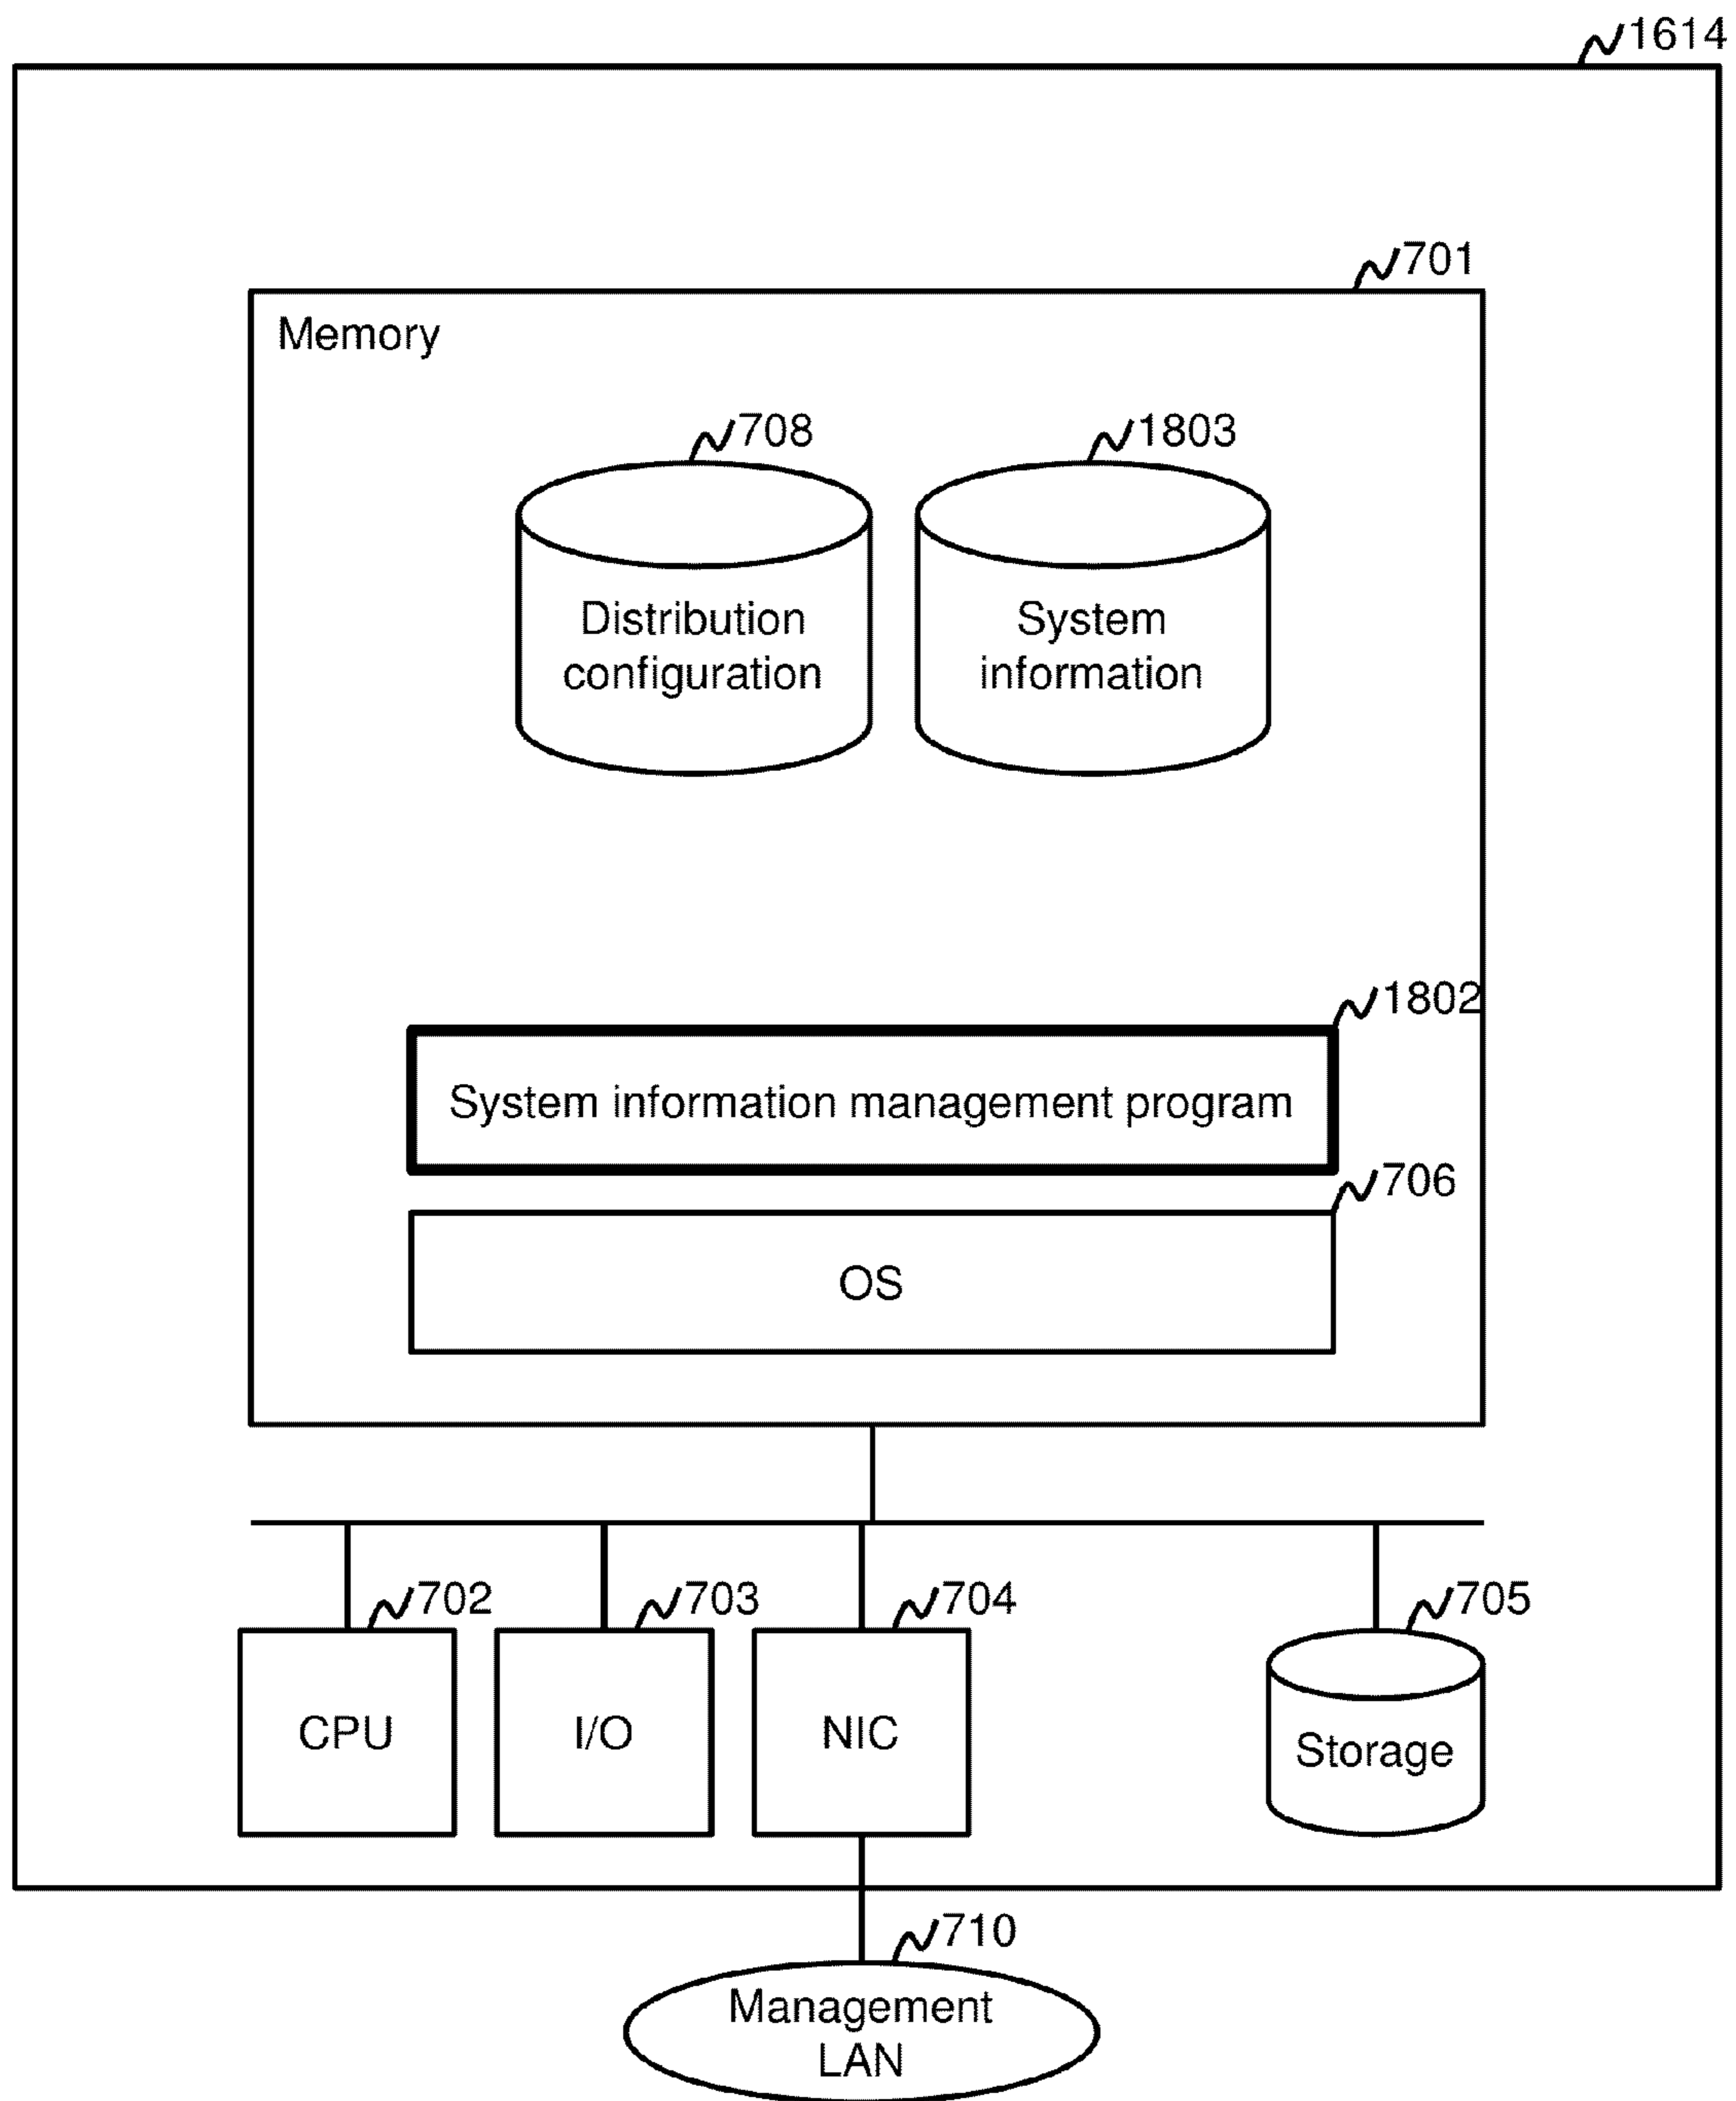 1614
701
Memory
708
1803
Distribution
configuration
System
information
1802
System information management program
706
OS
702
703
704
705
CPU
I/O
NIC
Storage
710
Management
LAN